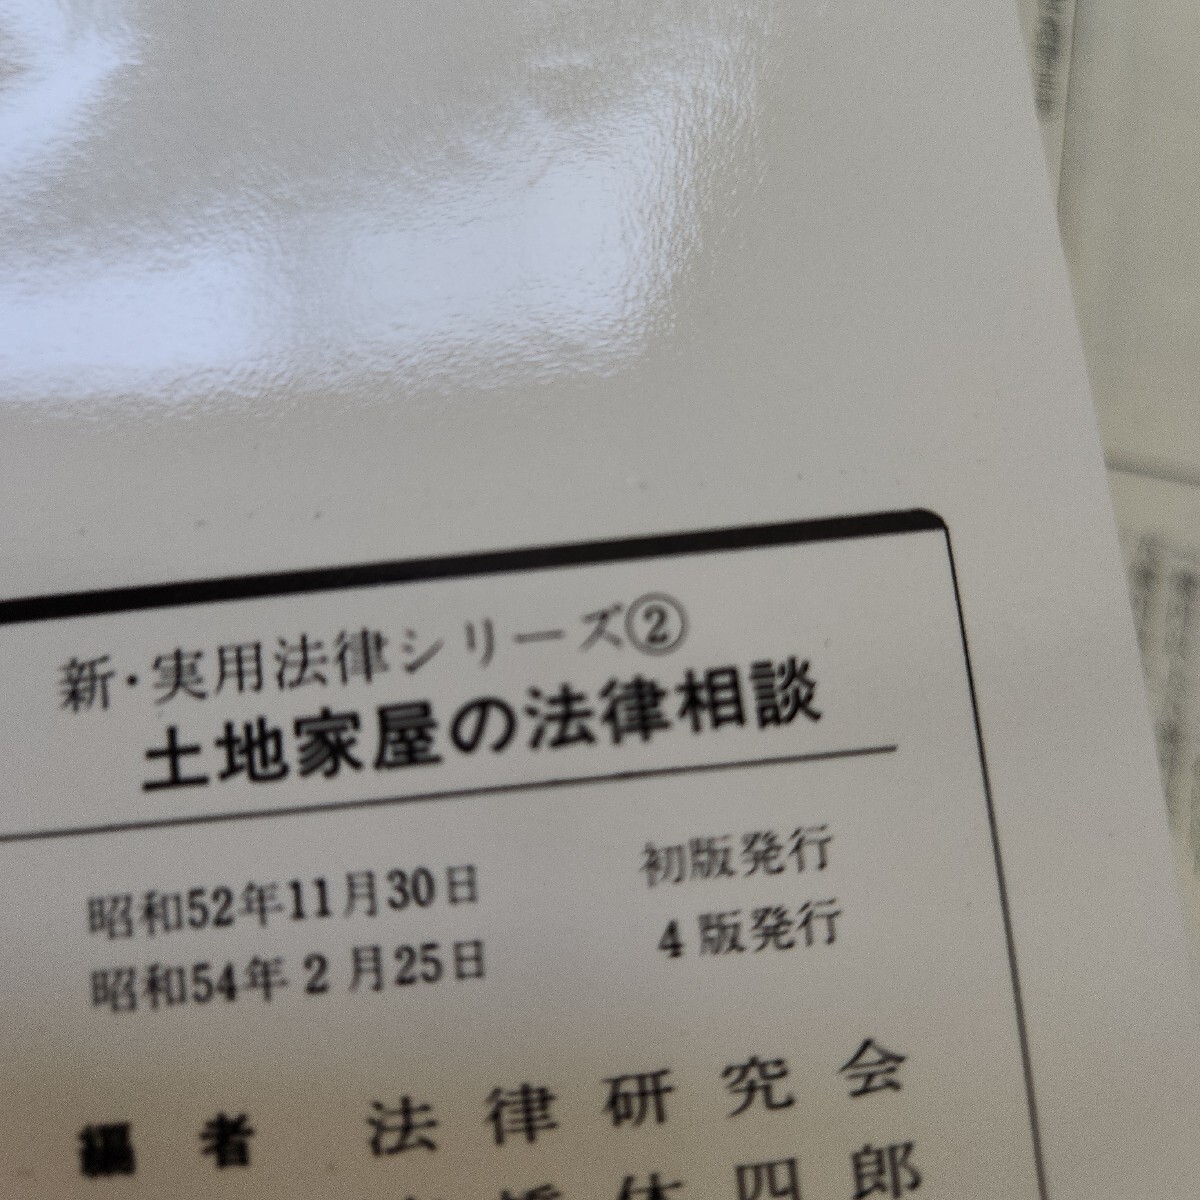 新・実用法律シリーズ②
土地家屋の法律相談
昭和52年11月30日 初版発行
昭和54年2月25日 4版発行
編者 法律研究会
四郎